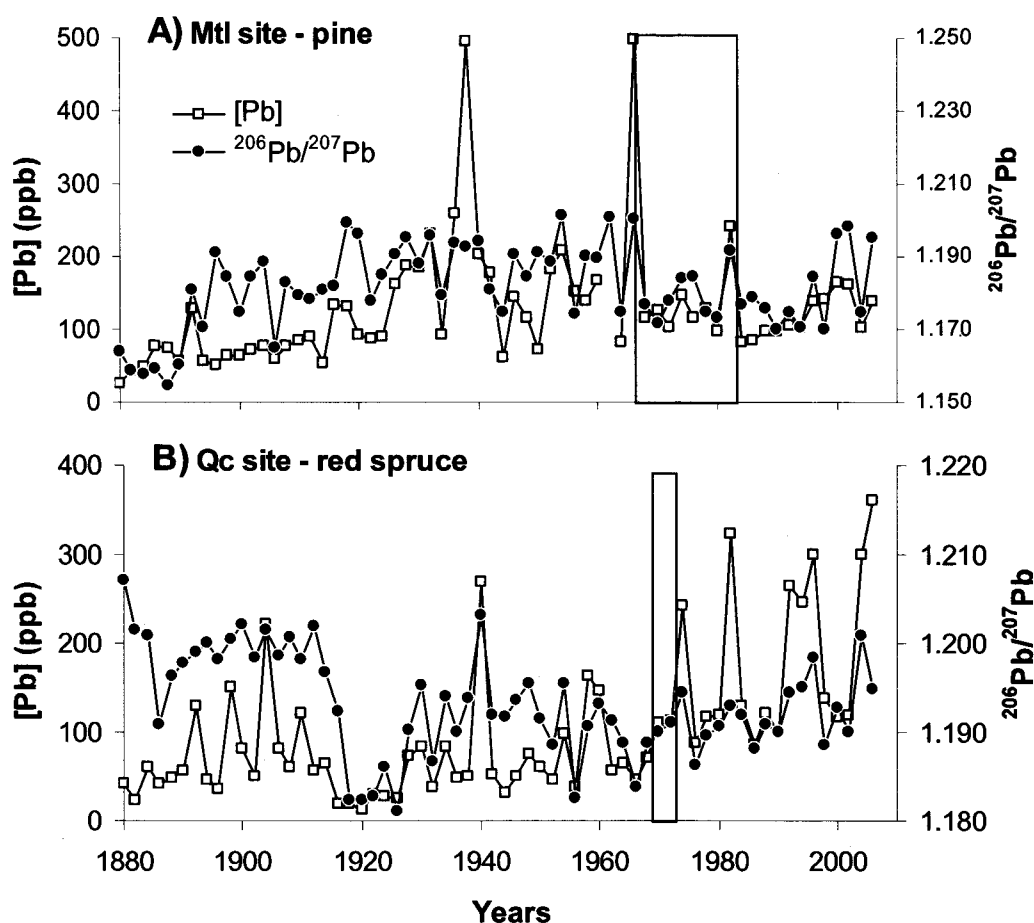 A) Mtl site - pine
[Pb]
206Pb/207Pb
[Pb] (ppb)
500
400
300
200
100
0
1.250
1.230
1.210
1.190
1.170
1.150
206Pb/207Pb
B) Qc site - red spruce
[Pb] (ppb)
400
300
200
100
0
1.220
1.210
1.200
1.190
1.180
206Pb/207Pb
1880 1900 1920 1940 1960 1980 2000
Years